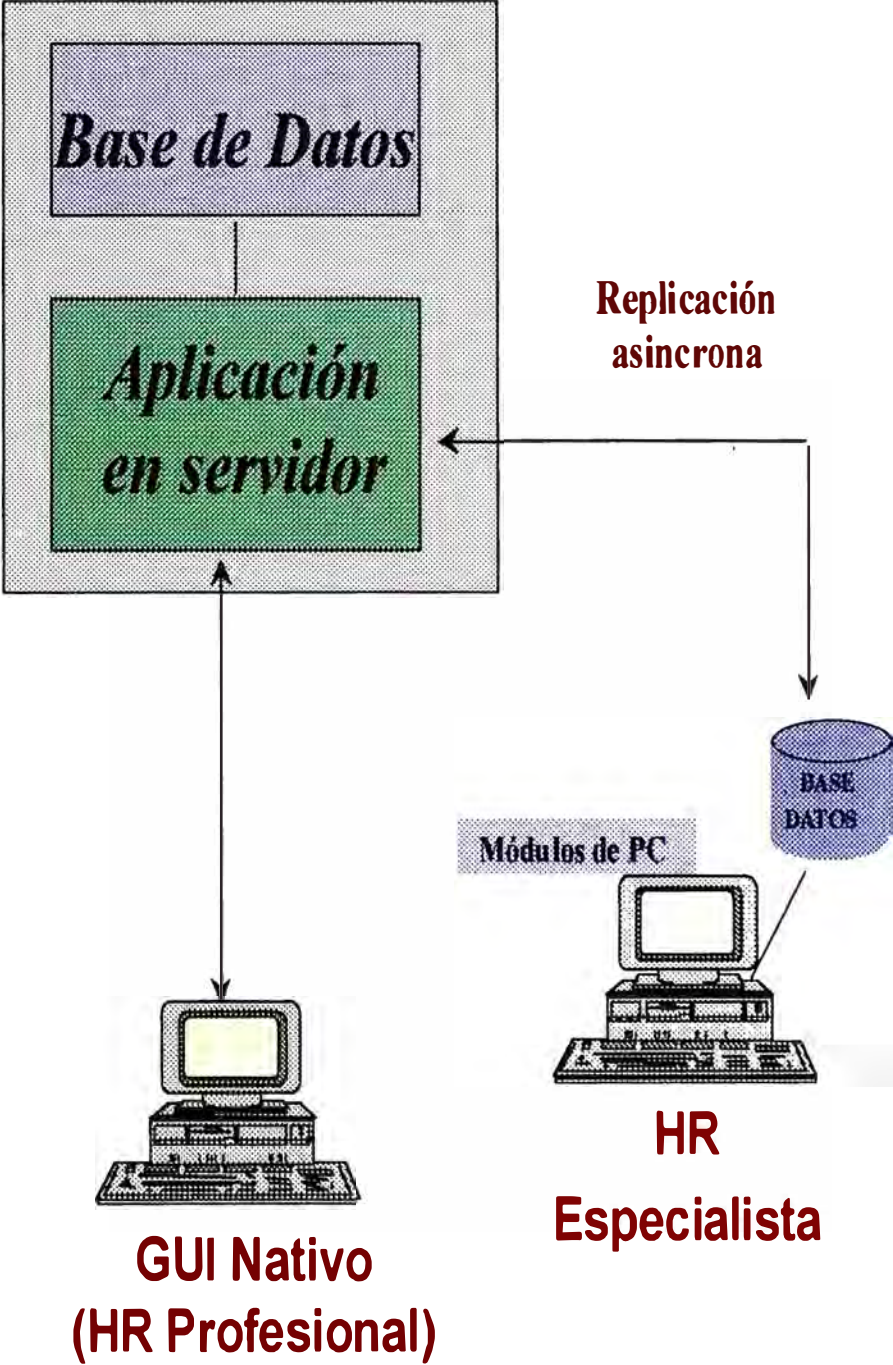 Base de Datos
Aplicación
en servidor
Replicación
asincrona
BASE
DATOS
Módulos de PC
HR
Especialista
GUI Nativo
(HR Profesional)